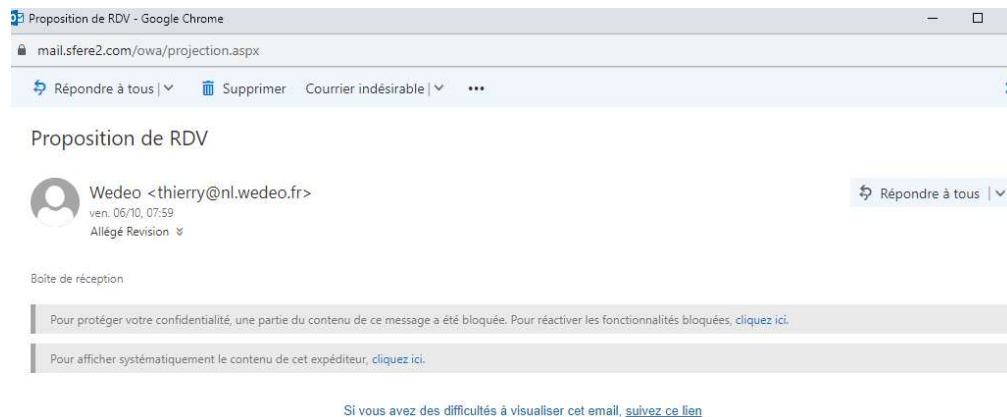 Proposition de RDV - Google Chrome
mail.sfere2.com/owa/projection.aspx
Répondre à tous | Supprimer Courrier indésirable | •••
Proposition de RDV
Wedeo <thierry@nl.wedeo.fr>
Répondre à tous |
ven. 06/10, 07:59
Allégé Revision
Boîte de réception
Pour protéger votre confidentialité, une partie du contenu de ce message a été bloquée. Pour réactiver les fonctionnalités bloquées, cliquez ici.
Pour afficher systématiquement le contenu de cet expéditeur, cliquez ici.
Si vous avez des difficultés à visualiser cet email, suivez ce lien